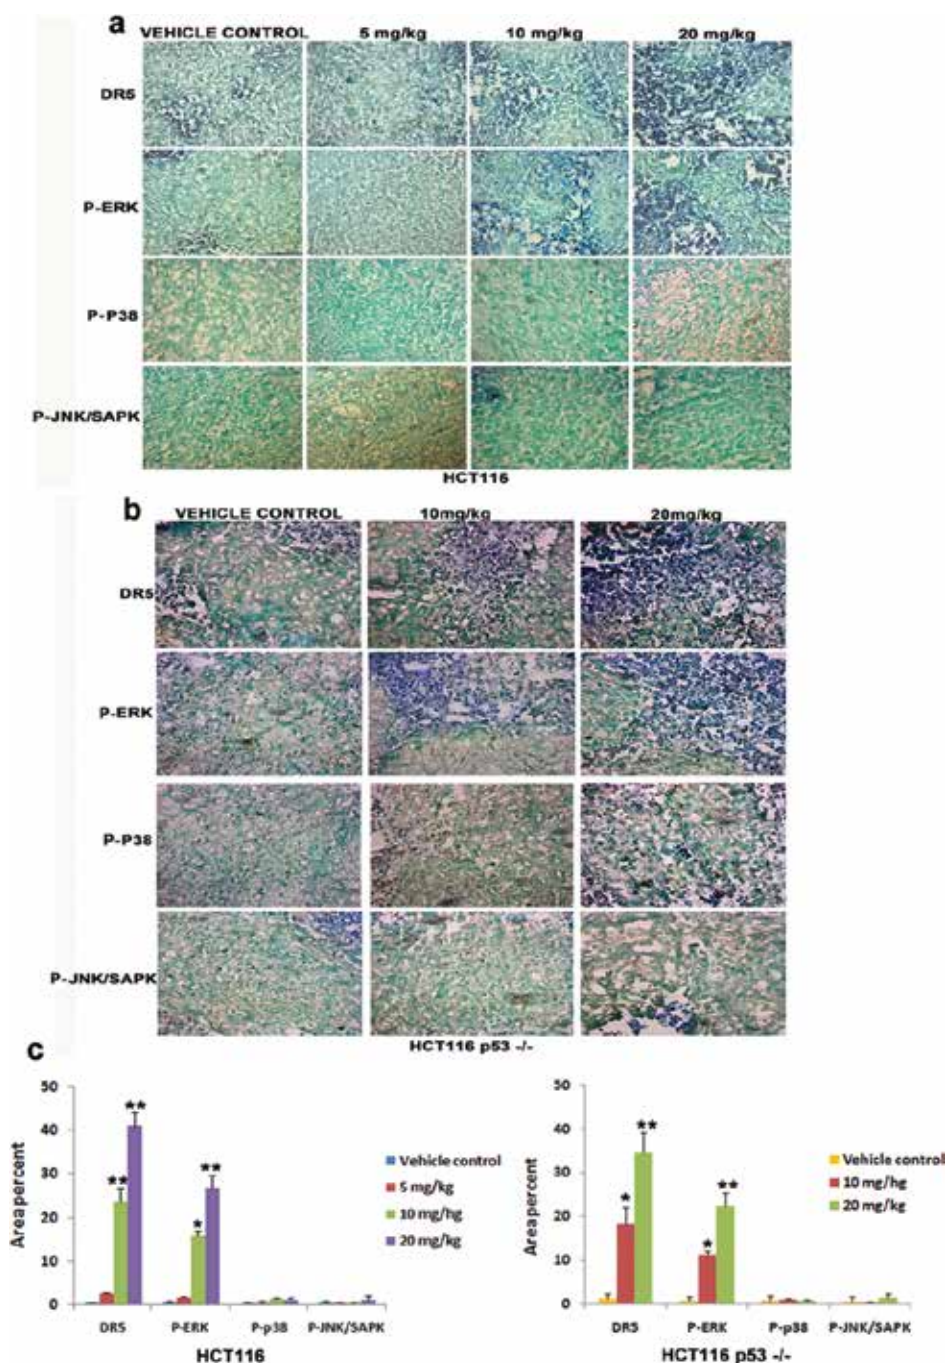 a
VEHICLE CONTROL 5 mg/kg 10 mg/kg 20 mg/kg
DR5
P-ERK
P-P38
P-JNK/SAPK
HCT116
b
VEHICLE CONTROL 10mg/kg 20mg/kg
DR5
P-ERK
P-P38
P-JNK/SAPK
HCT116 p53 -/-
c
50
40
30
20
10
0
Areapercent
**
**
*
**
DR5 P-ERK P-p38 P-JNK/SAPK
HCT116
Vehicle control
5 mg/kg
10 mg/hg
20 mg/kg
50
40
30
20
10
0
Areapercent
*
**
*
**
DR5 P-ERK P-p38 P-JNK/SAPK
HCT116 p53 -/-
Vehicle control
10 mg/hg
20 mg/kg